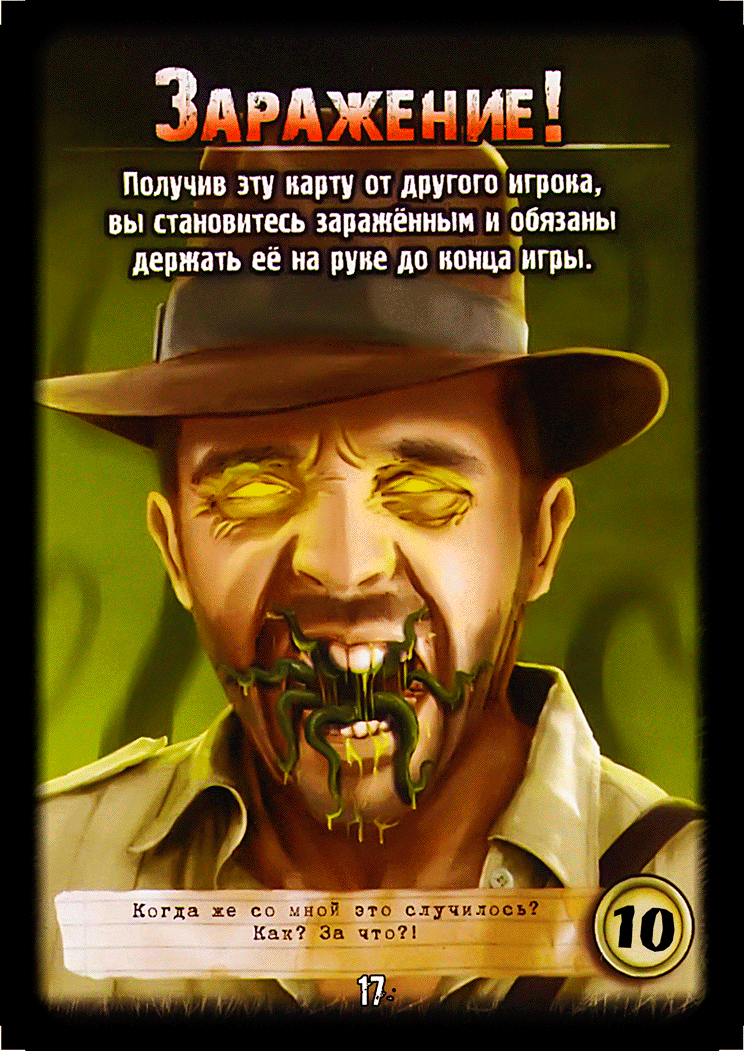 Заражение!
Получив эту карту от другого игрока,
вы становитесь заражённым и обязаны
держать её на руке до конца игры.
Когда же со мной это случилось?
Как? За что?!
10
17